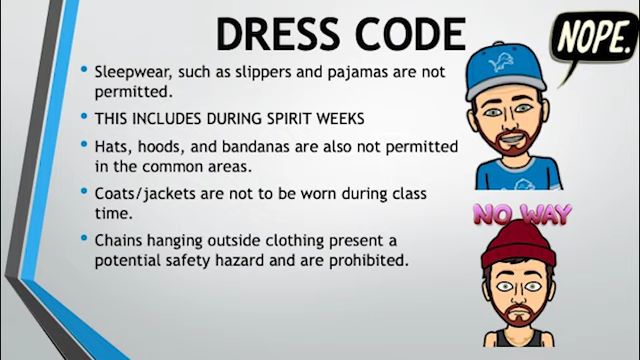 DRESS CODE
NOPE.
Sleepwear, such as slippers and pajamas are not
permitted.
THIS INCLUDES DURING SPIRIT WEEKS
Hats, hoods, and bandanas are also not permitted
in the common areas.
Coats/jackets are not to be worn during class
time.
NO WAY
Chains hanging outside clothing present a
potential safety hazard and are prohibited.